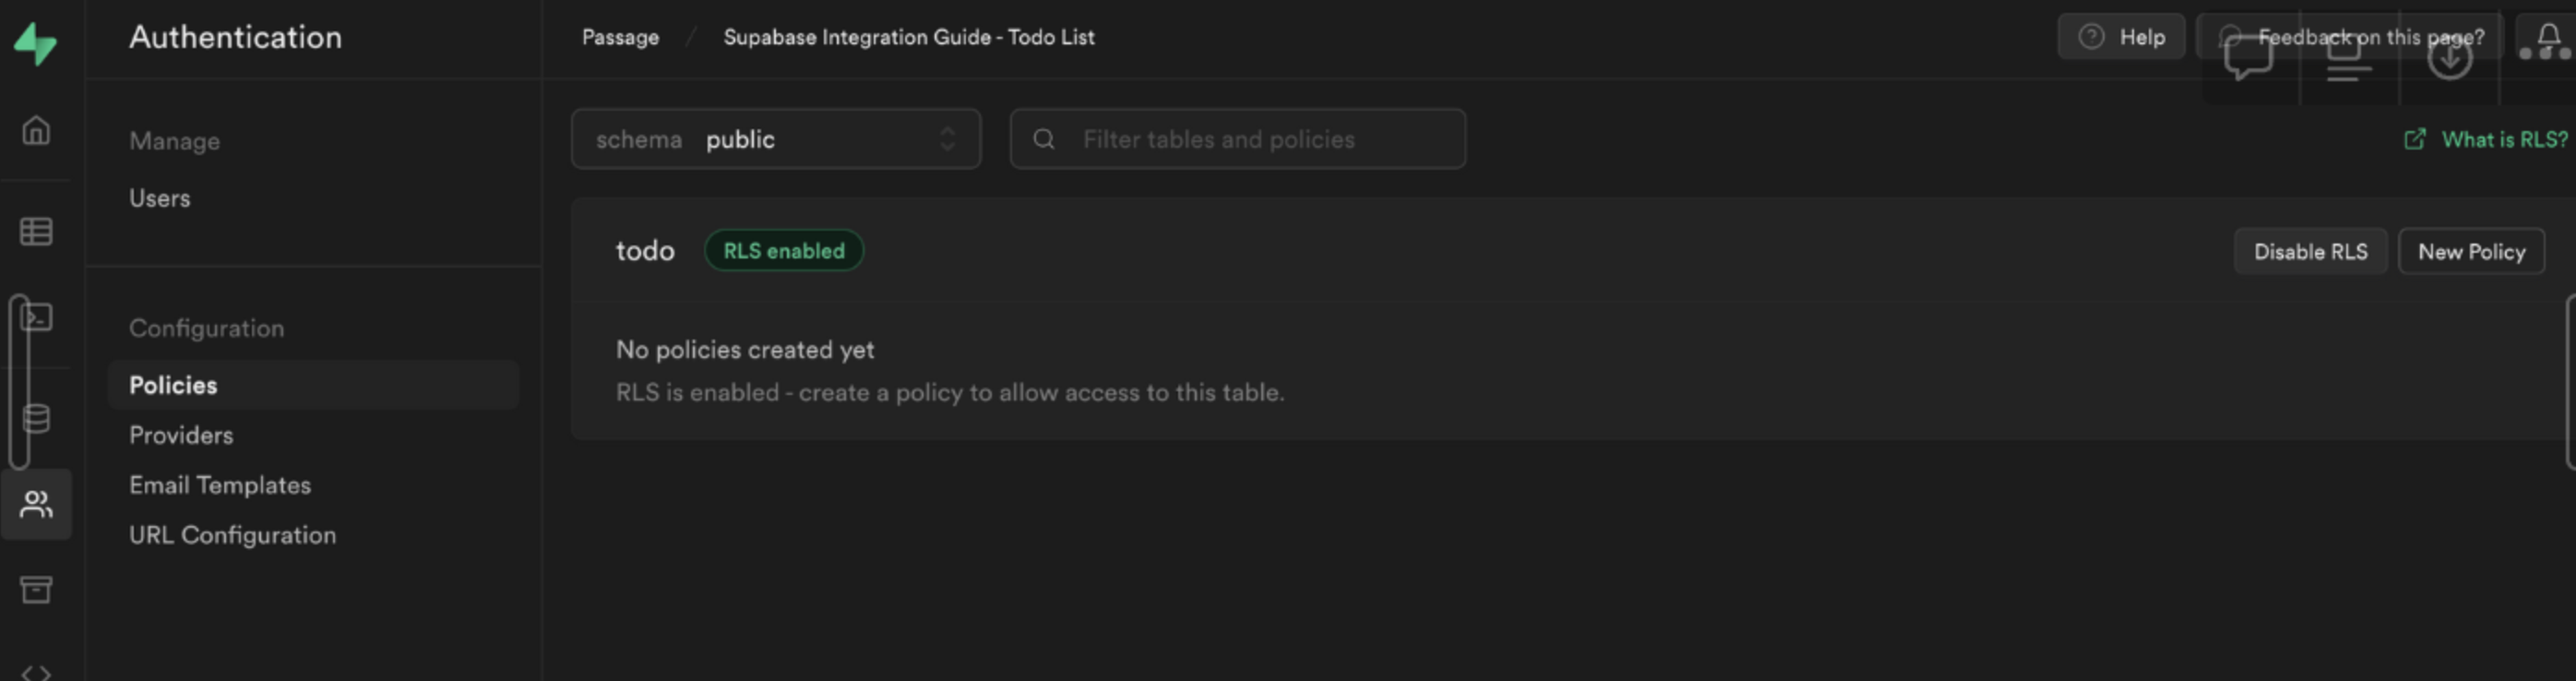 Authentication
Passage / Supabase Integration Guide - Todo List
Help
Feedback on this page?
Manage
Users
Configuration
Policies
Providers
Email Templates
URL Configuration
schema public
Filter tables and policies
What is RLS?
todo RLS enabled
Disable RLS
New Policy
No policies created yet
RLS is enabled - create a policy to allow access to this table.